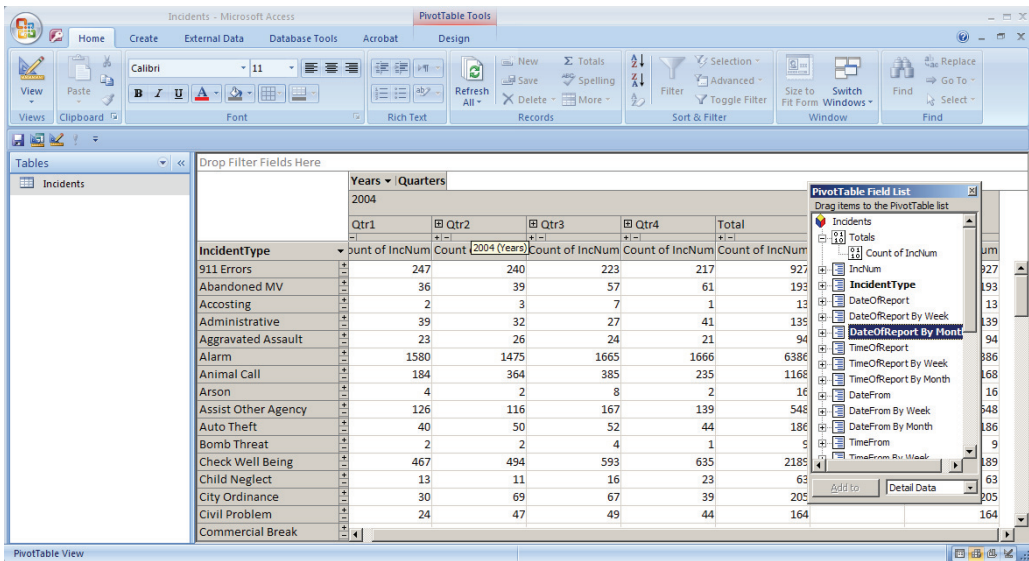 Incidents - Microsoft Access
PivotTable Tools
Home Create External Data Database Tools Acrobat Design
View
Paste
Calibri 11
B I U A
Refresh All
New
Save
Delete
Totals
Spelling
More
Filter
Selection
Advanced
Toggle Filter
Size to Fit Form
Switch Windows
Find
Replace
Go To
Select
Views Clipboard Font Rich Text Records Sort & Filter Window Find
Tables
Incidents
Drop Filter Fields Here
Years Quarters
2004
Qtr1 Qtr2 Qtr3 Qtr4 Total
IncidentType ount of IncNum Count Count of IncNum Count of IncNum Count of IncNum um
2004 (Years)
911 Errors 247 240 223 217 927 927
Abandoned MV 36 39 57 61 193 193
Accosting 2 3 7 1 13 13
Administrative 39 32 27 41 139 139
Aggravated Assault 23 26 24 21 94 94
Alarm 1580 1475 1665 1666 6386 386
Animal Call 184 364 385 235 1168 168
Arson 4 2 8 2 16 16
Assist Other Agency 126 116 167 139 548 548
Auto Theft 40 50 52 44 186 186
Bomb Threat 2 2 4 1 9 9
Check Well Being 467 494 593 635 2189 189
Child Neglect 13 11 16 23 63 63
City Ordinance 30 69 67 39 205 205
Civil Problem 24 47 49 44 164 164
Commercial Break
PivotTable Field List
Drag items to the PivotTable list
Incidents
Totals
Count of IncNum
IncNum
IncidentType
DateOfReport
DateOfReport By Week
DateOfReport By Mont
TimeOfReport
TimeOfReport By Week
TimeOfReport By Month
DateFrom
DateFrom By Week
DateFrom By Month
TimeFrom
TimeFrom By Week
Add to Detail Data
PivotTable View